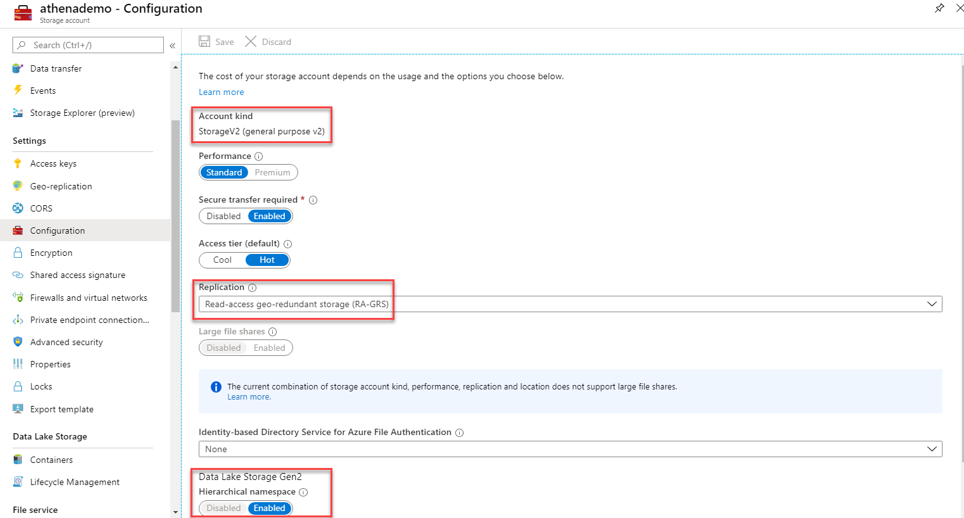 athenademo - Configuration
Storage account
Search (Ctrl+/)
«
Data transfer
Events
Storage Explorer (preview)
Settings
Access keys
Geo-replication
CORS
Configuration
Encryption
Shared access signature
Firewalls and virtual networks
Private endpoint connection...
Advanced security
Properties
Locks
Export template
Data Lake Storage
Containers
Lifecycle Management
File service
Save Discard
The cost of your storage account depends on the usage and the options you choose below.
Learn more
Account kind
StorageV2 (general purpose v2)
Performance
Standard Premium
Secure transfer required *
Disabled Enabled
Access tier (default)
Cool Hot
Replication
Read-access geo-redundant storage (RA-GRS)
Large file shares
Disabled Enabled
The current combination of storage account kind, performance, replication and location does not support large file shares.
Learn more.
Identity-based Directory Service for Azure File Authentication
None
Data Lake Storage Gen2
Hierarchical namespace
Disabled Enabled